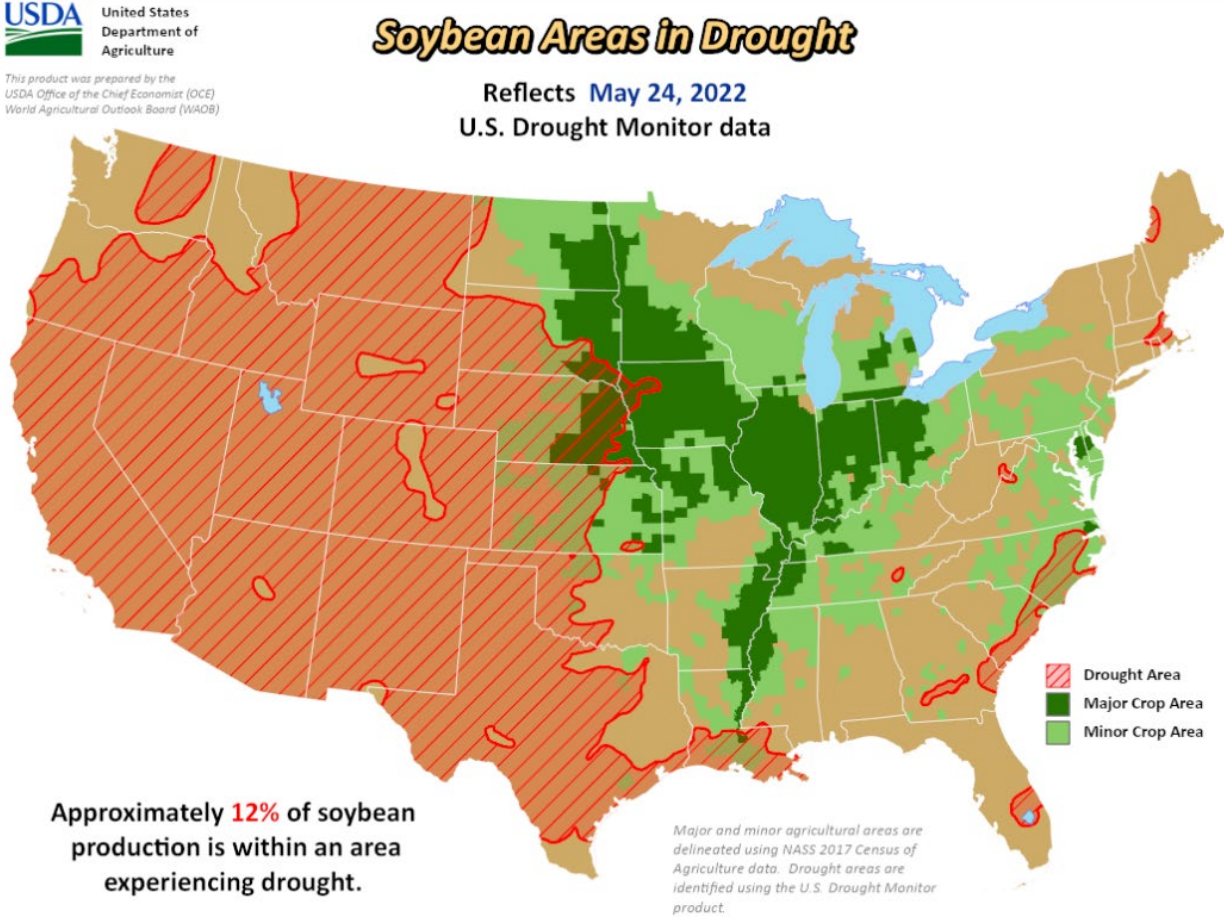 USDA
United States
Department of
Agriculture
This product was prepared by the
USDA Office of the Chief Economist (OCE)
World Agricultural Outlook Board (WAOB)
Soybean Areas in Drought
Reflects May 24, 2022
U.S. Drought Monitor data
Drought Area
Major Crop Area
Minor Crop Area
Approximately 12% of soybean
production is within an area
experiencing drought.
Major and minor agricultural areas are
delineated using NASS 2017 Census of
Agriculture data. Drought areas are
identified using the U.S. Drought Monitor
product.